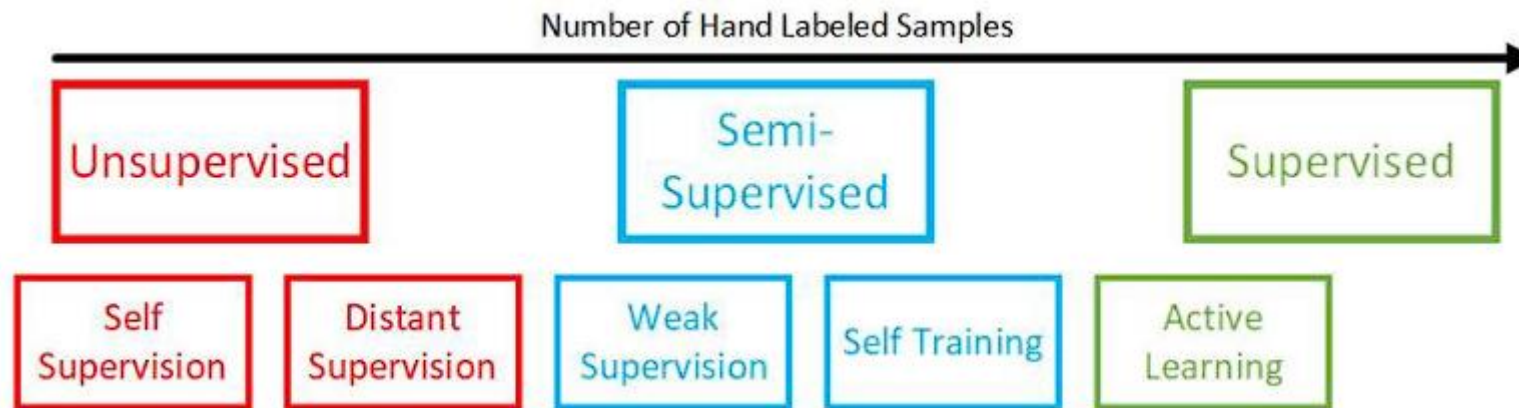 Number of Hand Labeled Samples
Unsupervised
Semi-
Supervised
Supervised
Self
Supervision
Distant
Supervision
Weak
Supervision
Self Training
Active
Learning